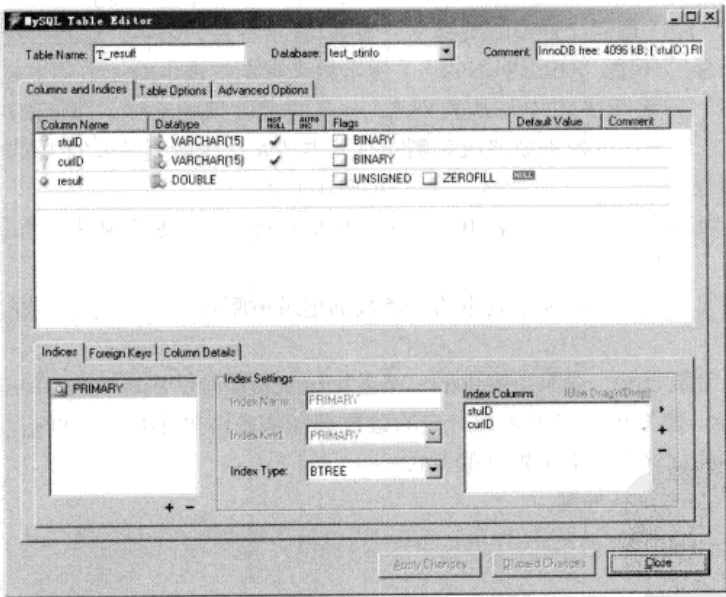 MySQL Table Editor
Table Name: T_result Database: test_stinfo Comment: InnoDB free: 4096 kB; (`stuID`) RI
Columns and Indices Table Options Advanced Options
Column Name Datatype NOT NULL AUTO INC Flags Default Value Comment
stuID VARCHAR(15) BINARY
curID VARCHAR(15) BINARY
result DOUBLE UNSIGNED ZEROFILL NULL
Indices Foreign Keys Column Details
PRIMARY
Index Settings
Index Name: PRIMARY
Index Kind: PRIMARY
Index Type: BTREE
Index Columns (Use Drag'n'Drop)
stuID
curID
Apply Changes Discard Changes Close